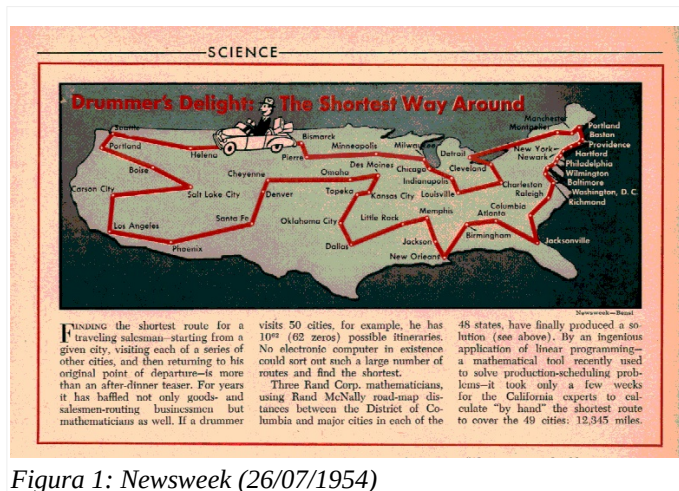 SCIENCE
Drummer's Delight: The Shortest Way Around
Seattle
Portland
Helena
Bismarck
Pierre
Minneapolis
Milwaukee
Detroit
Manchester
Montpelier
Portland
Boston
Providence
New York
Hartford
Newark
Philadelphia
Wilmington
Baltimore
Washington, D. C.
Richmond
Boise
Cheyenne
Omaha
Des Moines
Chicago
Cleveland
Indianapolis
Carson City
Salt Lake City
Denver
Topeka
Kansas City
Louisville
Charleston
Raleigh
Los Angeles
Santa Fe
Oklahoma City
Little Rock
Memphis
Columbia
Atlanta
Phoenix
Dallas
Jackson
Birmingham
Jacksonville
New Orleans
Newsweek—Bensel
FINDING the shortest route for a
traveling salesman—starting from a
given city, visiting each of a series of
other cities, and then returning to his
original point of departure—is more
than an after-dinner teaser. For years
it has baffled not only goods- and
salesmen-routing businessmen but
mathematicians as well. If a drummer
visits 50 cities, for example, he has
10⁶² (62 zeros) possible itineraries.
No electronic computer in existence
could sort out such a large number of
routes and find the shortest.
Three Rand Corp. mathematicians,
using Rand McNally road-map dis-
tances between the District of Co-
lumbia and major cities in each of the
48 states, have finally produced a so-
lution (see above). By an ingenious
application of linear programming—
a mathematical tool recently used
to solve production-scheduling prob-
lems—it took only a few weeks
for the California experts to cal-
culate "by hand" the shortest route
to cover the 49 cities: 12,345 miles.
Figura 1: Newsweek (26/07/1954)